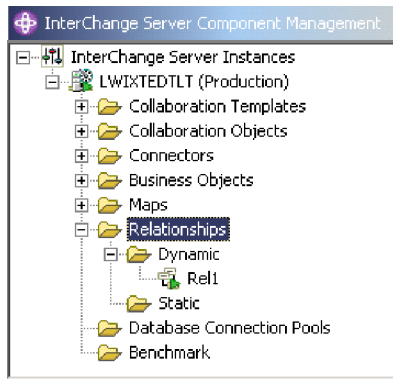 InterChange Server Component Management
InterChange Server Instances
LWIXTEDTLT (Production)
Collaboration Templates
Collaboration Objects
Connectors
Business Objects
Maps
Relationships
Dynamic
Rel1
Static
Database Connection Pools
Benchmark